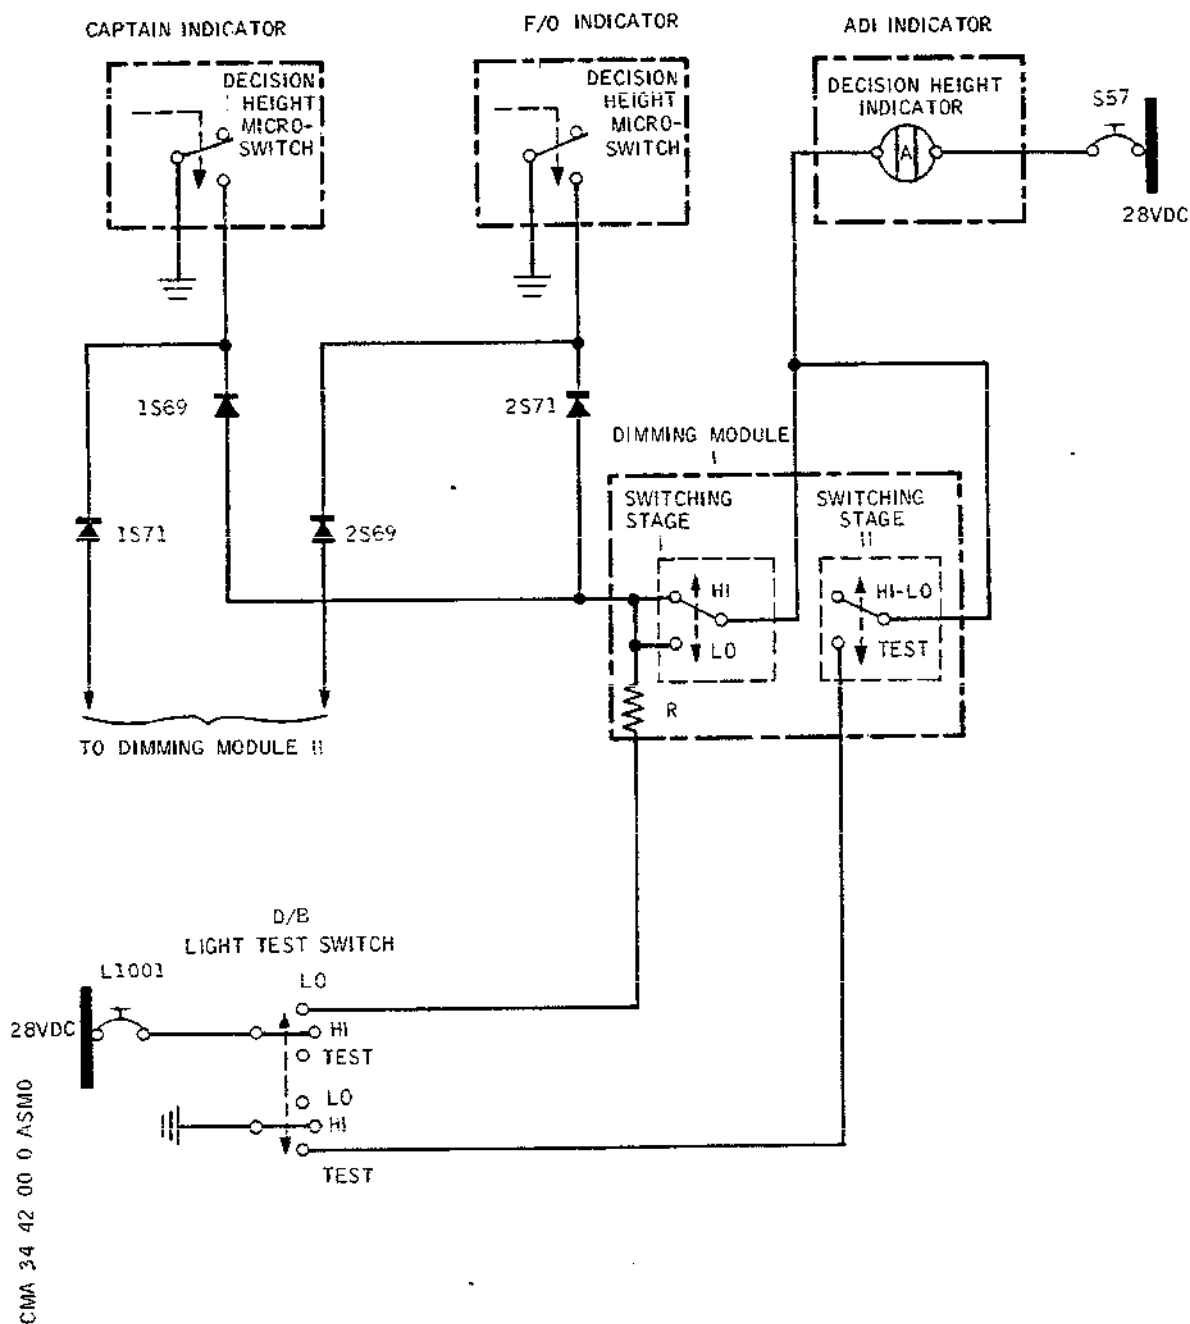 CAPTAIN INDICATOR
F/O INDICATOR
ADI INDICATOR
DECISION
HEIGHT
MICRO-
SWITCH
DECISION
HEIGHT
MICRO-
SWITCH
DECISION HEIGHT
INDICATOR
A
S57
28VDC
1S69
2S71
1S71
2S69
DIMMING MODULE
I
SWITCHING
STAGE
I
HI
LO
SWITCHING
STAGE
II
HI-LO
TEST
R
TO DIMMING MODULE II
D/B
LIGHT TEST SWITCH
L1001
28VDC
LO
HI
TEST
LO
HI
TEST
CMA 34 42 00 0 ASM0